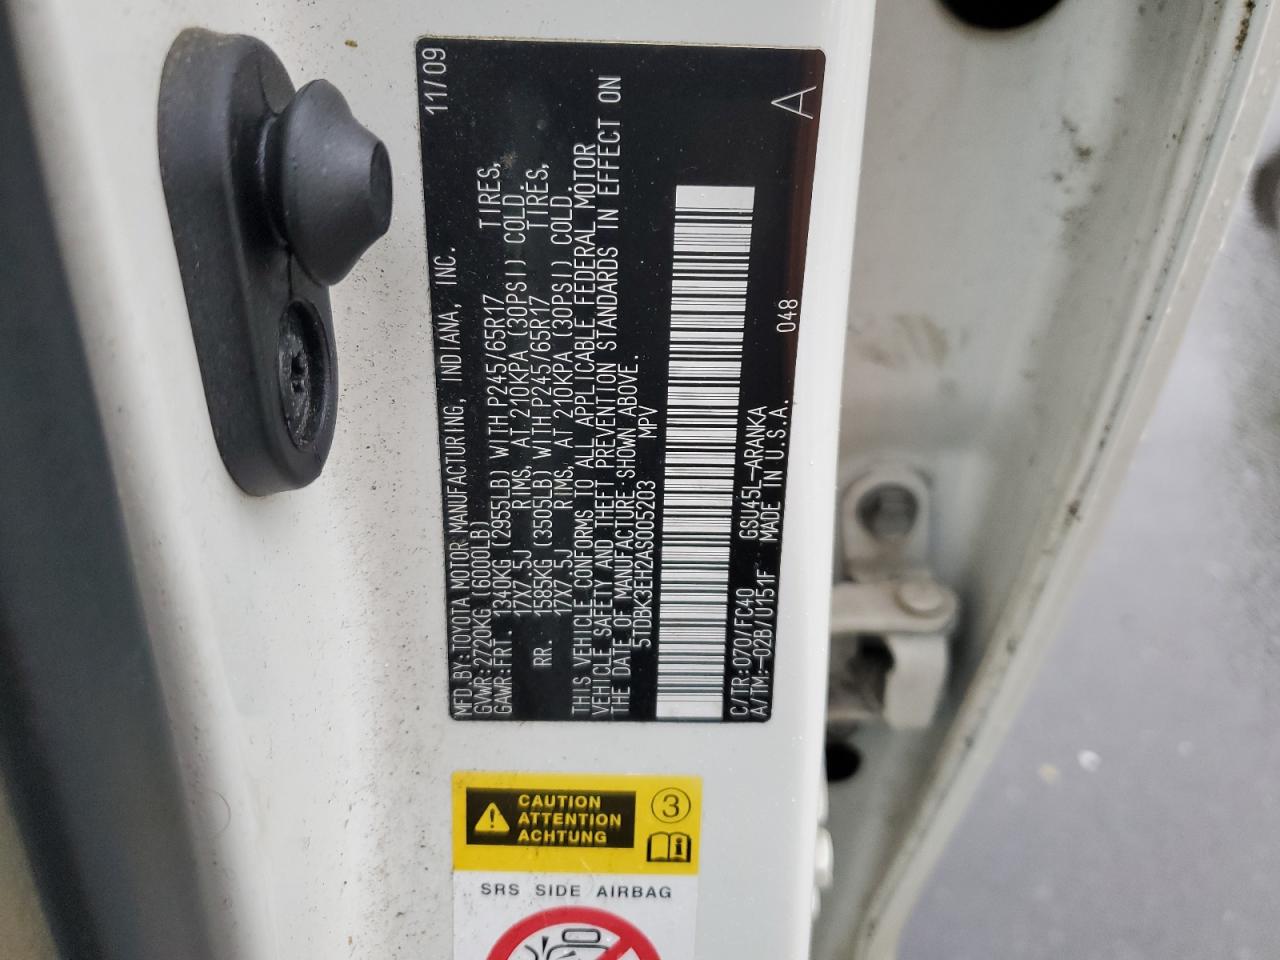 11/09
MFD.BY:TOYOTA MOTOR MANUFACTURING, INDIANA, INC.
GVWR:2720KG (6000LB)
GAWR:FRT. 1340KG (2955LB) WITH P245/65R17 TIRES,
17X7.5J RIMS, AT 210KPA (30PSI) COLD.
RR. 1585KG (3505LB) WITH P245/65R17 TIRES,
17X7.5J RIMS, AT 210KPA (30PSI) COLD.
THIS VEHICLE CONFORMS TO ALL APPLICABLE FEDERAL MOTOR
VEHICLE SAFETY AND THEFT PREVENTION STANDARDS IN EFFECT ON
THE DATE OF MANUFACTURE SHOWN ABOVE.
5TDBK3EH2AS005203 MPV
C/TR:070/FC40 GSU45L-ARANKA 048
A/TM:-02B/U151F MADE IN U.S.A.
A
CAUTION
ATTENTION
ACHTUNG
3
SRS SIDE AIRBAG